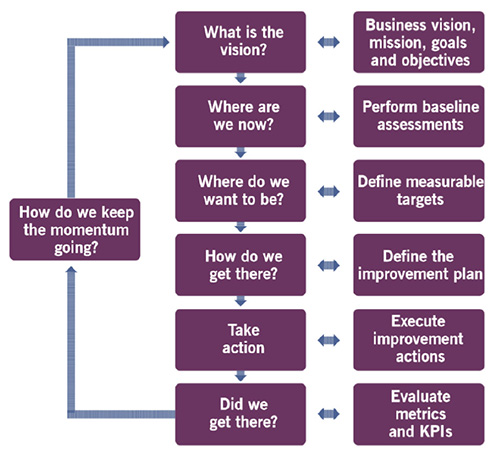 What is the
vision?
Business vision,
mission, goals
and objectives
Where are
we now?
Perform baseline
assessments
Where do we
want to be?
Define measurable
targets
How do we keep
the momentum
going?
How do we
get there?
Define the
improvement plan
Take
action
Execute
improvement
actions
Did we
get there?
Evaluate
metrics
and KPIs